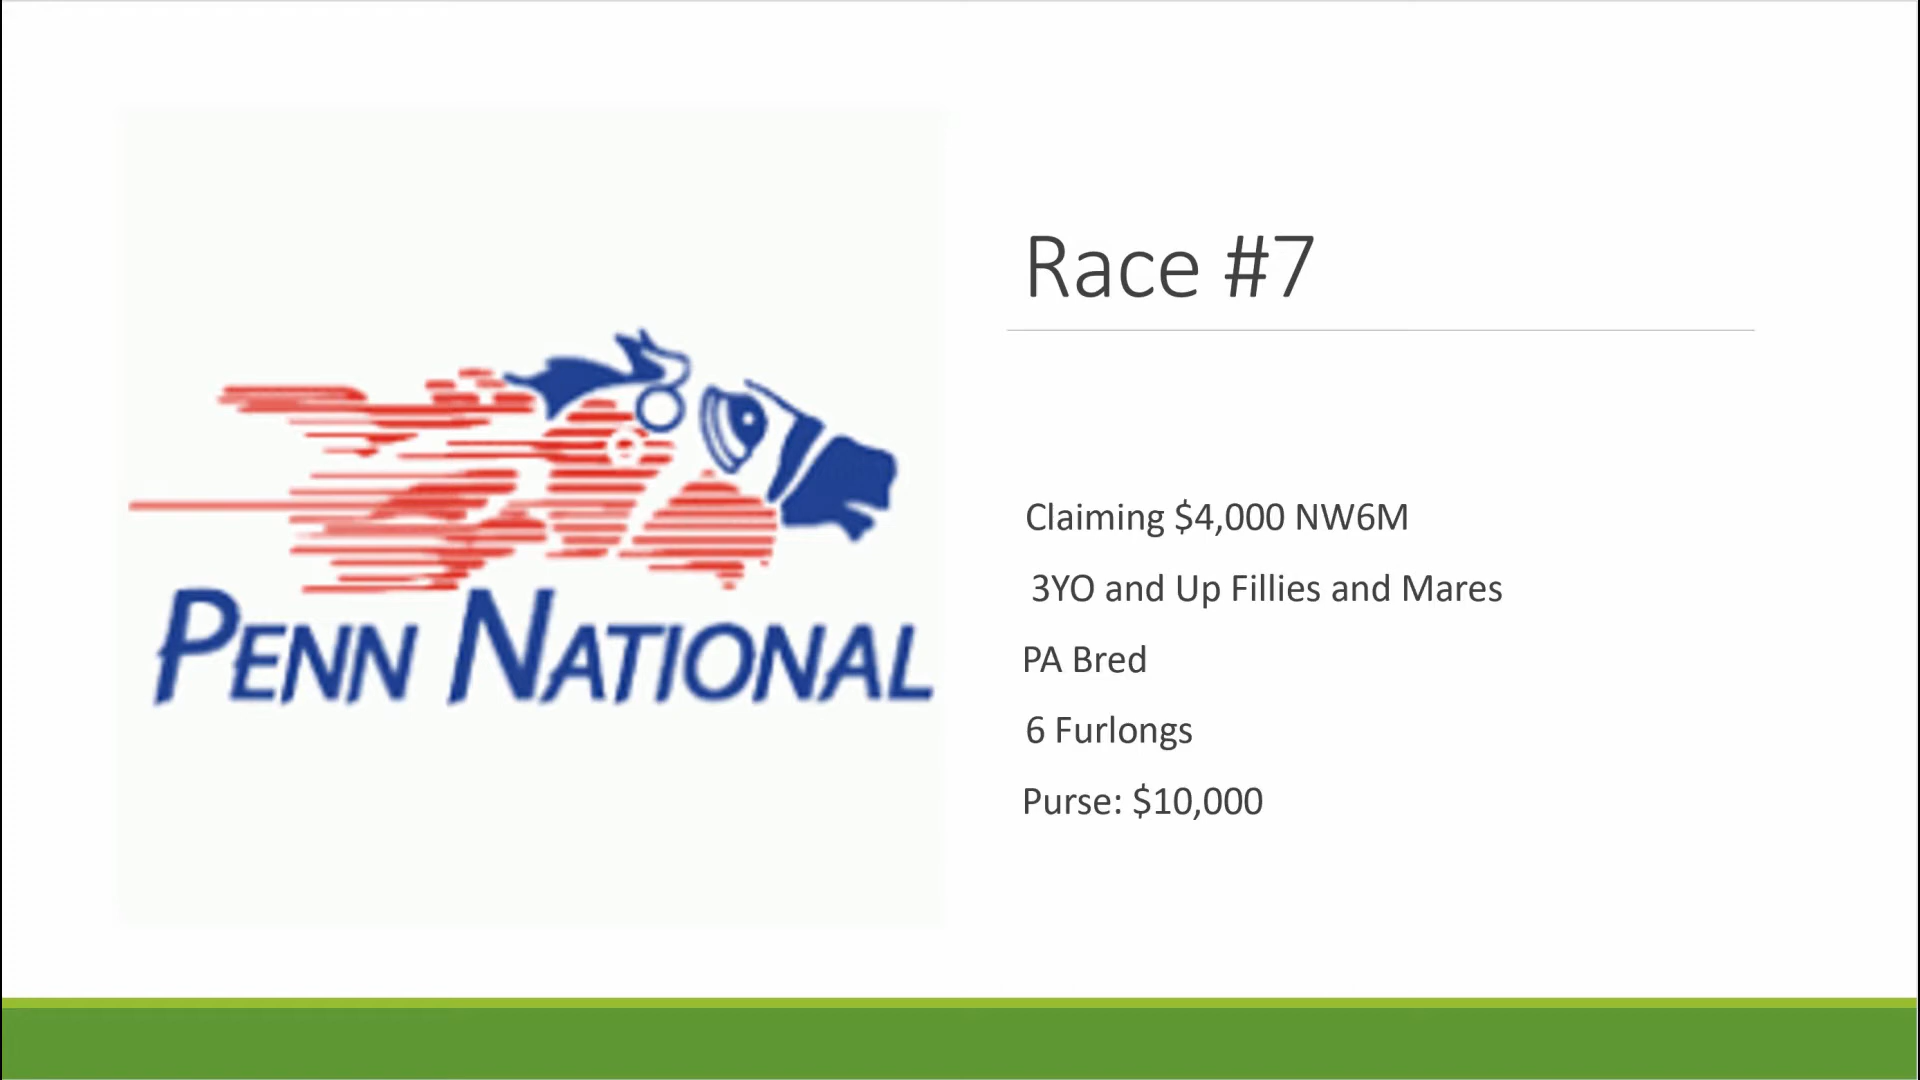 PENN NATIONAL
Race #7
Claiming $4,000 NW6M
3YO and Up Fillies and Mares
PA Bred
6 Furlongs
Purse: $10,000